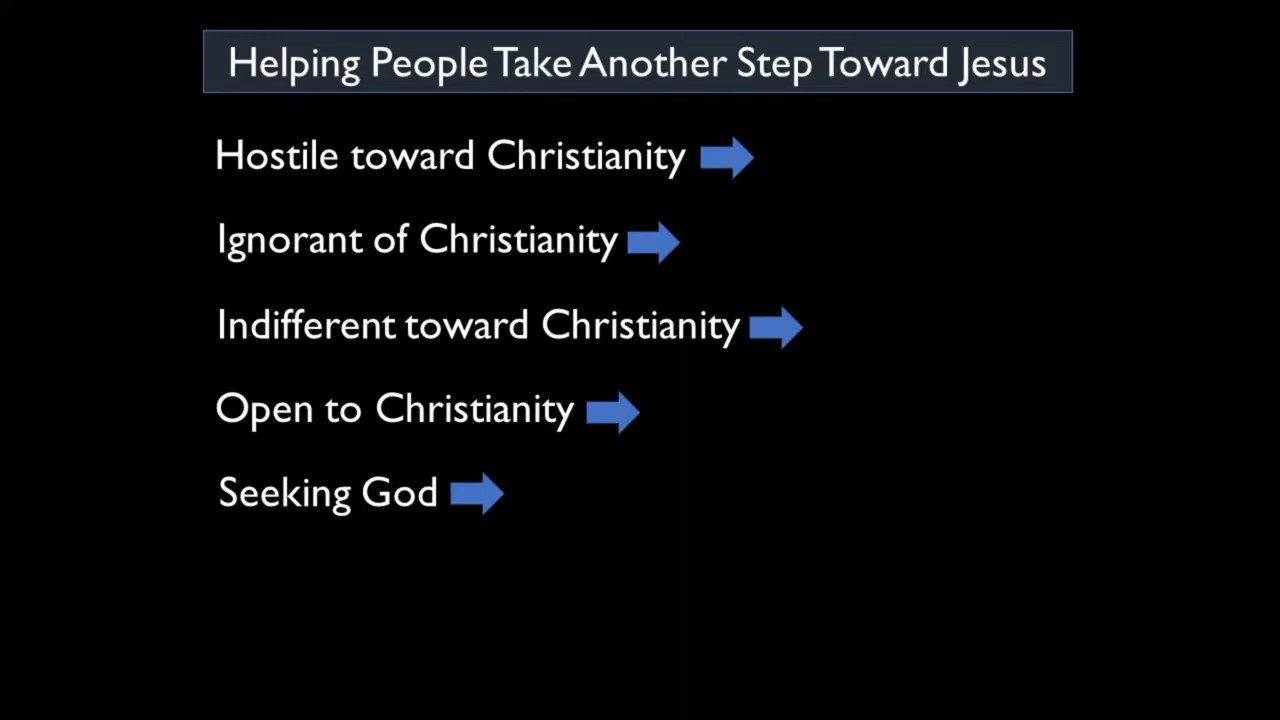 Helping People Take Another Step Toward Jesus
Hostile toward Christianity
Ignorant of Christianity
Indifferent toward Christianity
Open to Christianity
Seeking God